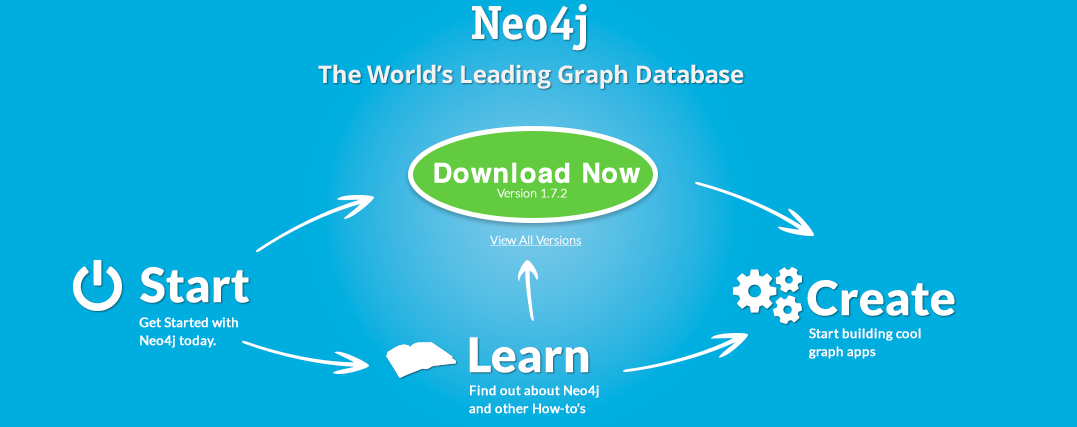 Neo4j
The World’s Leading Graph Database
Download Now
Version 1.7.2
View All Versions
Start
Get Started with
Neo4j today.
Learn
Find out about Neo4j
and other How-to’s
Create
Start building cool
graph apps